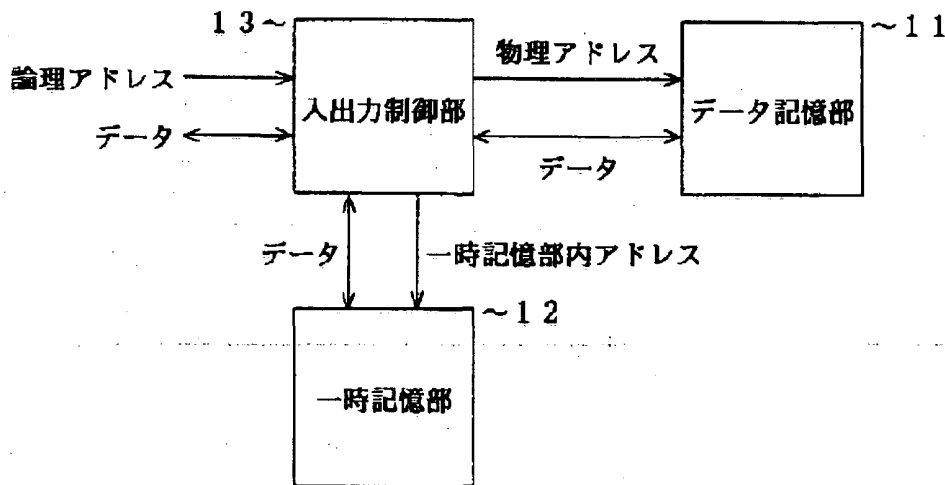 13~
~11
論理アドレス
物理アドレス
入出力制御部
データ記憶部
データ
データ
データ
一時記憶部内アドレス
~12
一時記憶部